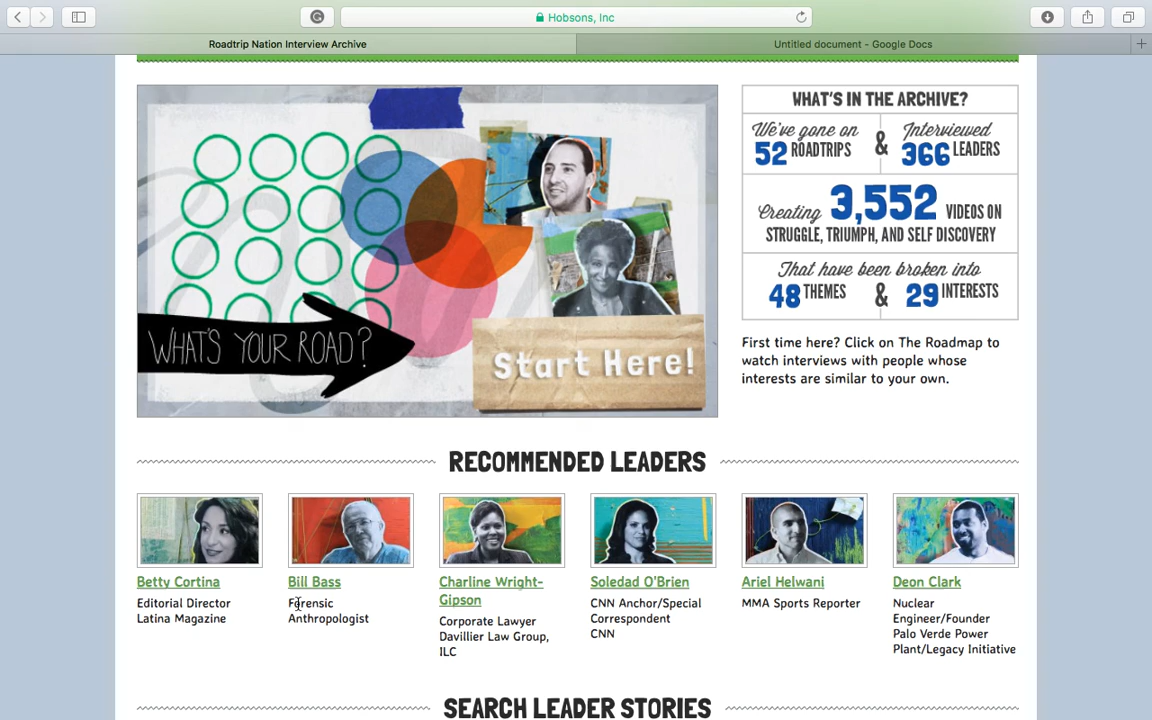 Hobsons, Inc
Roadtrip Nation Interview Archive
Untitled document - Google Docs
WHAT'S YOUR ROAD?
Start Here!
WHAT'S IN THE ARCHIVE?
We've gone on
52 ROADTRIPS
&
Interviewed
366 LEADERS
Creating 3,552 VIDEOS ON
STRUGGLE, TRIUMPH, AND SELF DISCOVERY
That have been broken into
48 THEMES & 29 INTERESTS
First time here? Click on The Roadmap to
watch interviews with people whose
interests are similar to your own.
RECOMMENDED LEADERS
Betty Cortina
Editorial Director
Latina Magazine
Bill Bass
Forensic
Anthropologist
Charline Wright-
Gipson
Corporate Lawyer
Davillier Law Group,
ILC
Soledad O'Brien
CNN Anchor/Special
Correspondent
CNN
Ariel Helwani
MMA Sports Reporter
Deon Clark
Nuclear
Engineer/Founder
Palo Verde Power
Plant/Legacy Initiative
SEARCH LEADER STORIES